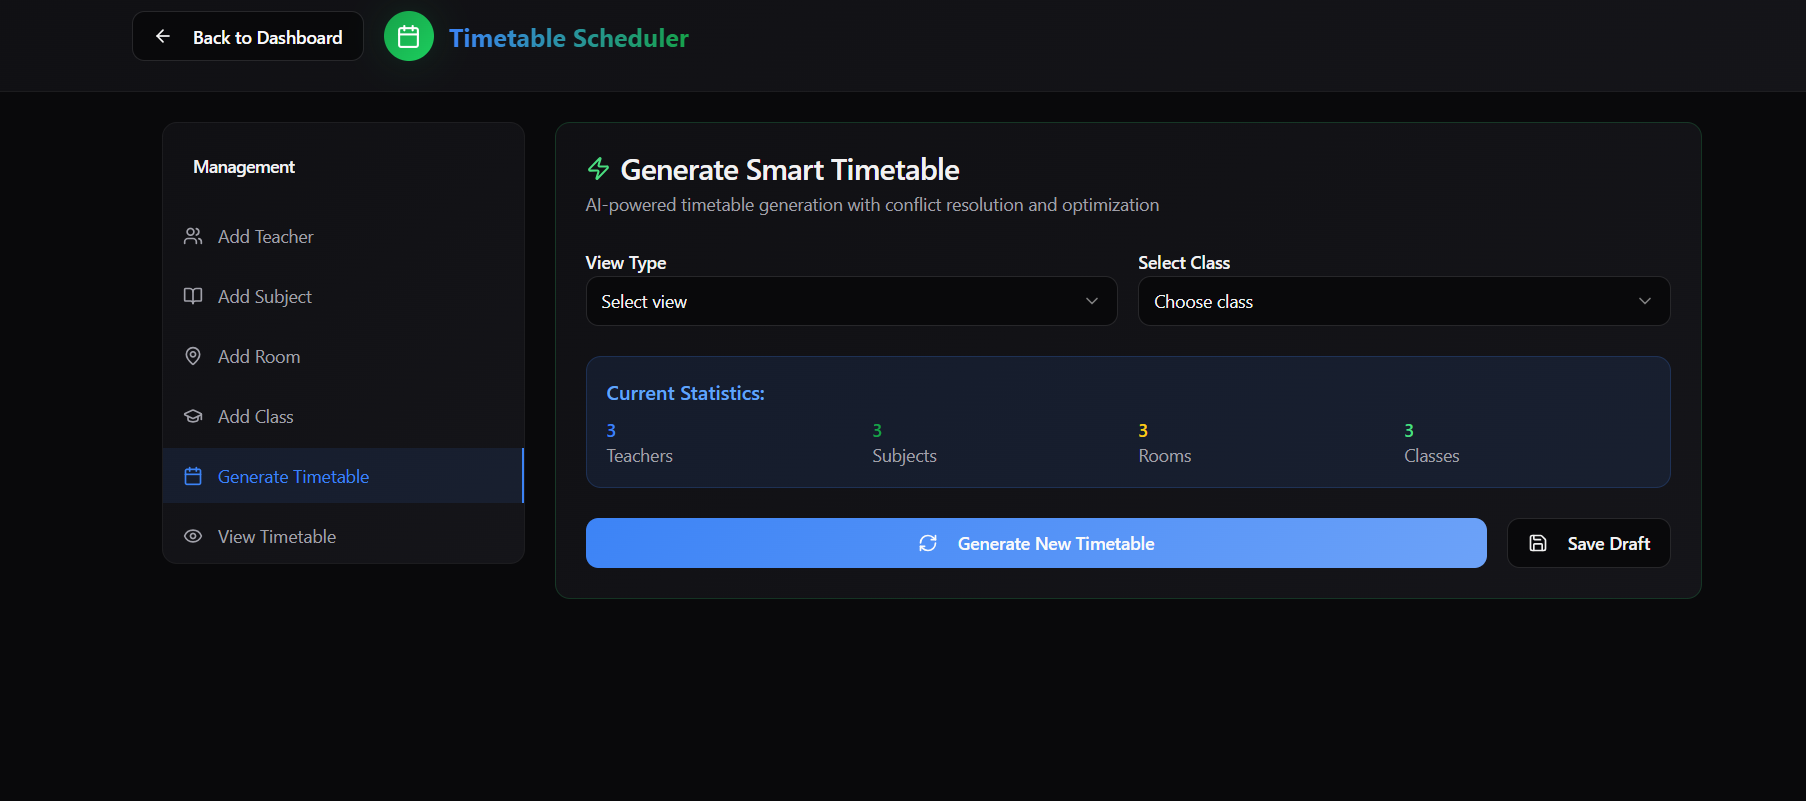 Back to Dashboard
Timetable Scheduler
Management
Add Teacher
Add Subject
Add Room
Add Class
Generate Timetable
View Timetable
Generate Smart Timetable
AI-powered timetable generation with conflict resolution and optimization
View Type
Select view
Select Class
Choose class
Current Statistics:
3
Teachers
3
Subjects
3
Rooms
3
Classes
Generate New Timetable
Save Draft